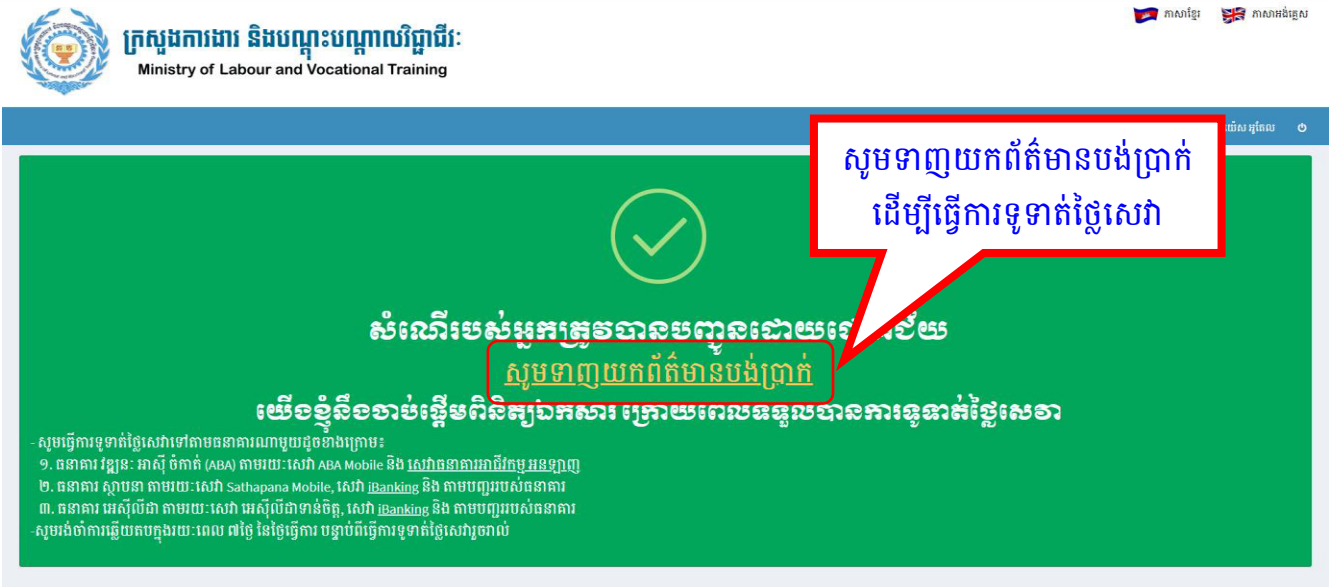 ភាសាខ្មែរ ភាសាអង់គ្លេស
ក្រសួងការងារ និងបណ្តុះបណ្តាលវិជ្ជាជីវៈ
Ministry of Labour and Vocational Training
អូតែល
សូមទាញយកព័ត៌មានបង់ប្រាក់
ដើម្បីធ្វើការទូទាត់ថ្លៃសេវា
សំណើរបស់អ្នកត្រូវបានបញ្ជូនដោយ
សូមទាញយកព័ត៌មានបង់ប្រាក់
យើងខ្ញុំនឹងចាប់ផ្តើមពិនិត្យឯកសារ ក្រោយពេលទទួលបានការទូទាត់ថ្លៃសេវា
- សូមធ្វើការទូទាត់ថ្លៃសេវាទៅតាមធនាគារណាមួយដូចខាងក្រោម៖
១. ធនាគារ វឌ្ឍនៈ អាស៊ី ចំកាត់ (ABA) តាមរយៈសេវា ABA Mobile និង សេវាធនាគារអាជីវកម្ម អនឡាញ
២. ធនាគារ ស្ថាបនា តាមរយៈសេវា Sathapana Mobile, សេវា iBanking និង តាមបញ្ជររបស់ធនាគារ
៣. ធនាគារ អេស៊ីលីដា តាមរយៈសេវា អេស៊ីលីដាទាន់ចិត្ត, សេវា iBanking និង តាមបញ្ជររបស់ធនាគារ
-សូមរង់ចាំការឆ្លើយតបក្នុងរយៈពេល ៧ថ្ងៃ នៃថ្ងៃធ្វើការ បន្ទាប់ពីធ្វើការទូទាត់ថ្លៃសេវារួចរាល់